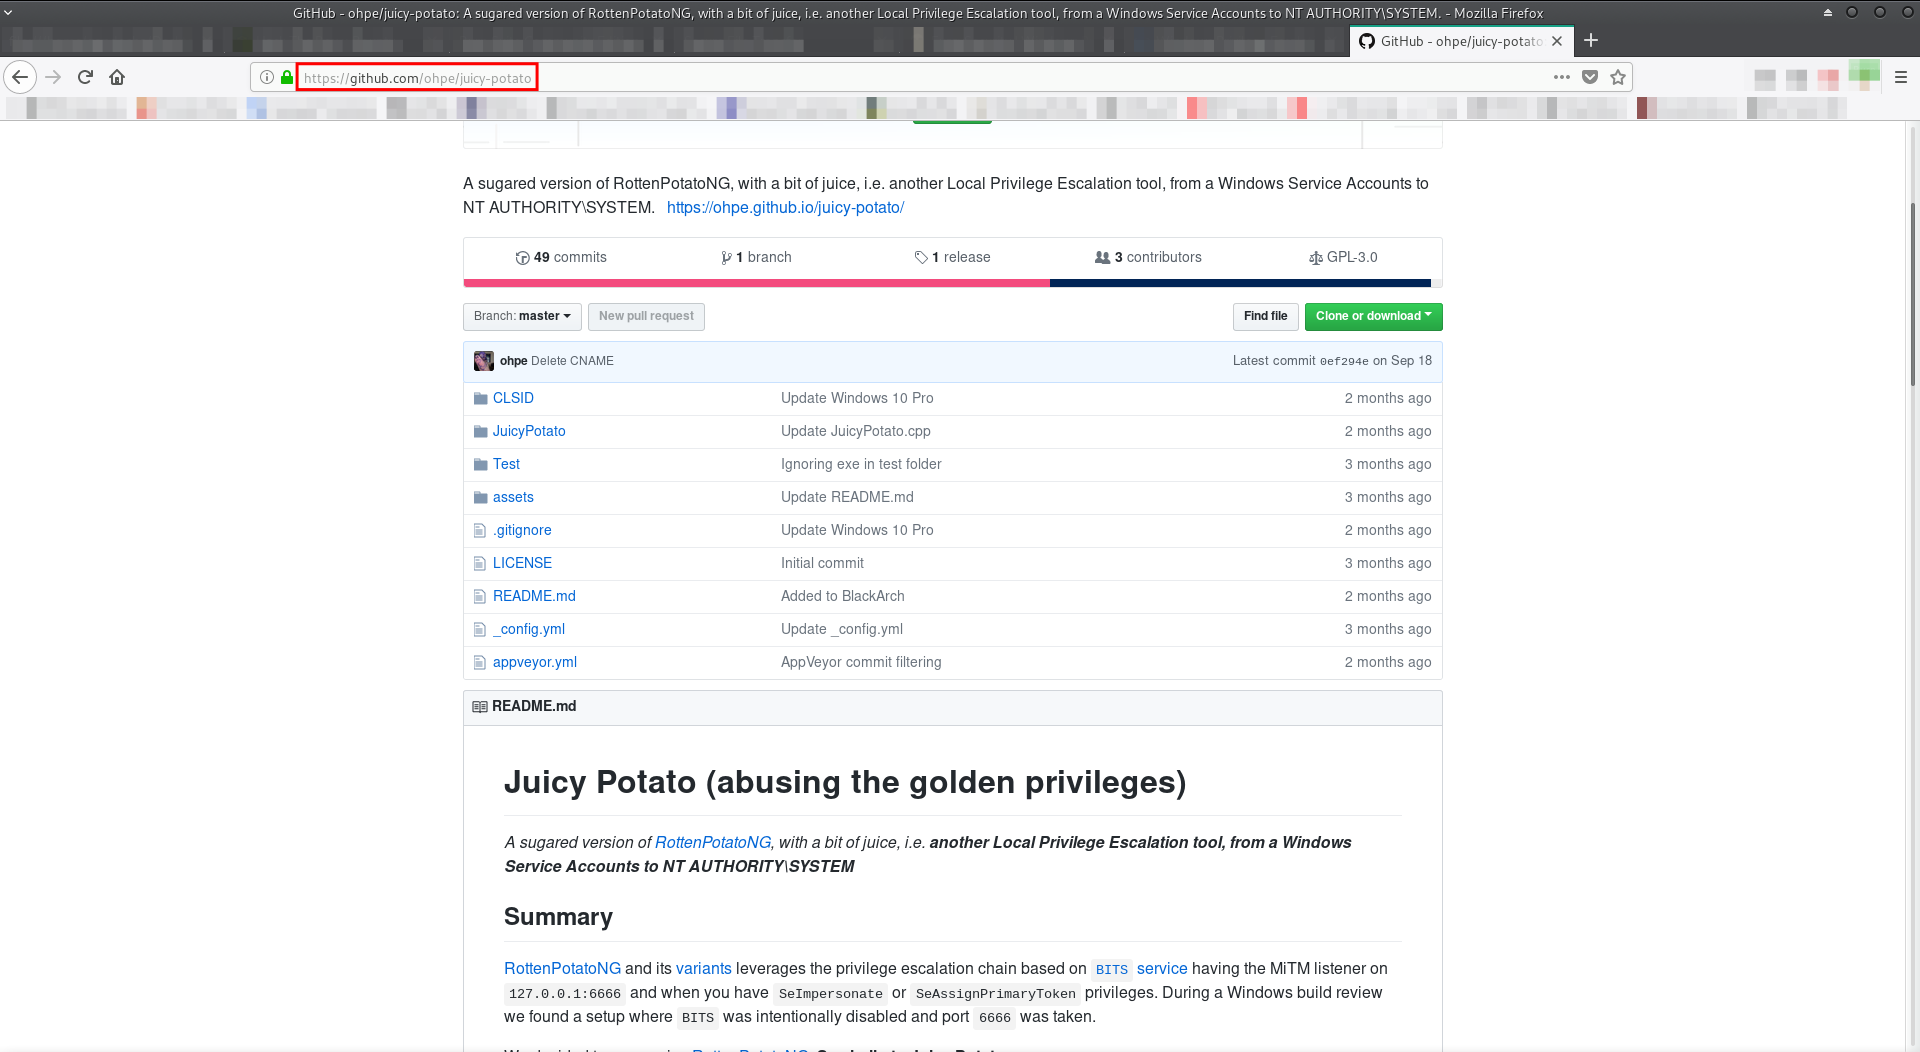 GitHub - ohpe/juicy-potato: A sugared version of RottenPotatoNG, with a bit of juice, i.e. another Local Privilege Escalation tool, from a Windows Service Accounts to NT AUTHORITY\SYSTEM. - Mozilla Firefox
GitHub - ohpe/juicy-potato
https://github.com/ohpe/juicy-potato
A sugared version of RottenPotatoNG, with a bit of juice, i.e. another Local Privilege Escalation tool, from a Windows Service Accounts to
NT AUTHORITY\SYSTEM. https://ohpe.github.io/juicy-potato/
49 commits 1 branch 1 release 3 contributors GPL-3.0
Branch: master New pull request Find file Clone or download
ohpe Delete CNAME Latest commit 0ef294e on Sep 18
CLSID Update Windows 10 Pro 2 months ago
JuicyPotato Update JuicyPotato.cpp 2 months ago
Test Ignoring exe in test folder 3 months ago
assets Update README.md 3 months ago
.gitignore Update Windows 10 Pro 2 months ago
LICENSE Initial commit 3 months ago
README.md Added to BlackArch 2 months ago
_config.yml Update _config.yml 3 months ago
appveyor.yml AppVeyor commit filtering 2 months ago
README.md
Juicy Potato (abusing the golden privileges)
A sugared version of RottenPotatoNG, with a bit of juice, i.e. another Local Privilege Escalation tool, from a Windows
Service Accounts to NT AUTHORITY\SYSTEM
Summary
RottenPotatoNG and its variants leverages the privilege escalation chain based on BITS service having the MiTM listener on
127.0.0.1:6666 and when you have SeImpersonate or SeAssignPrimaryToken privileges. During a Windows build review
we found a setup where BITS was intentionally disabled and port 6666 was taken.